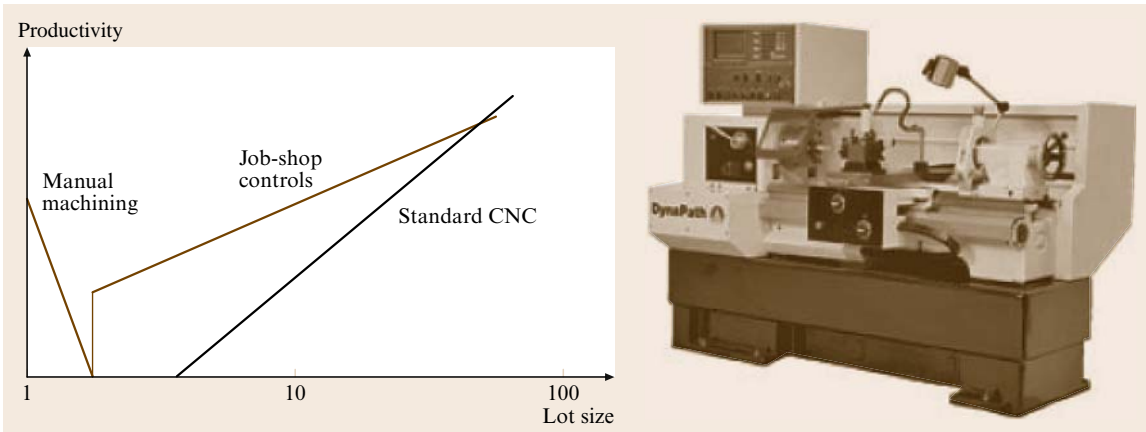 Productivity
Manual
machining
Job-shop
controls
Standard CNC
1
10
100
Lot size
DynaPath